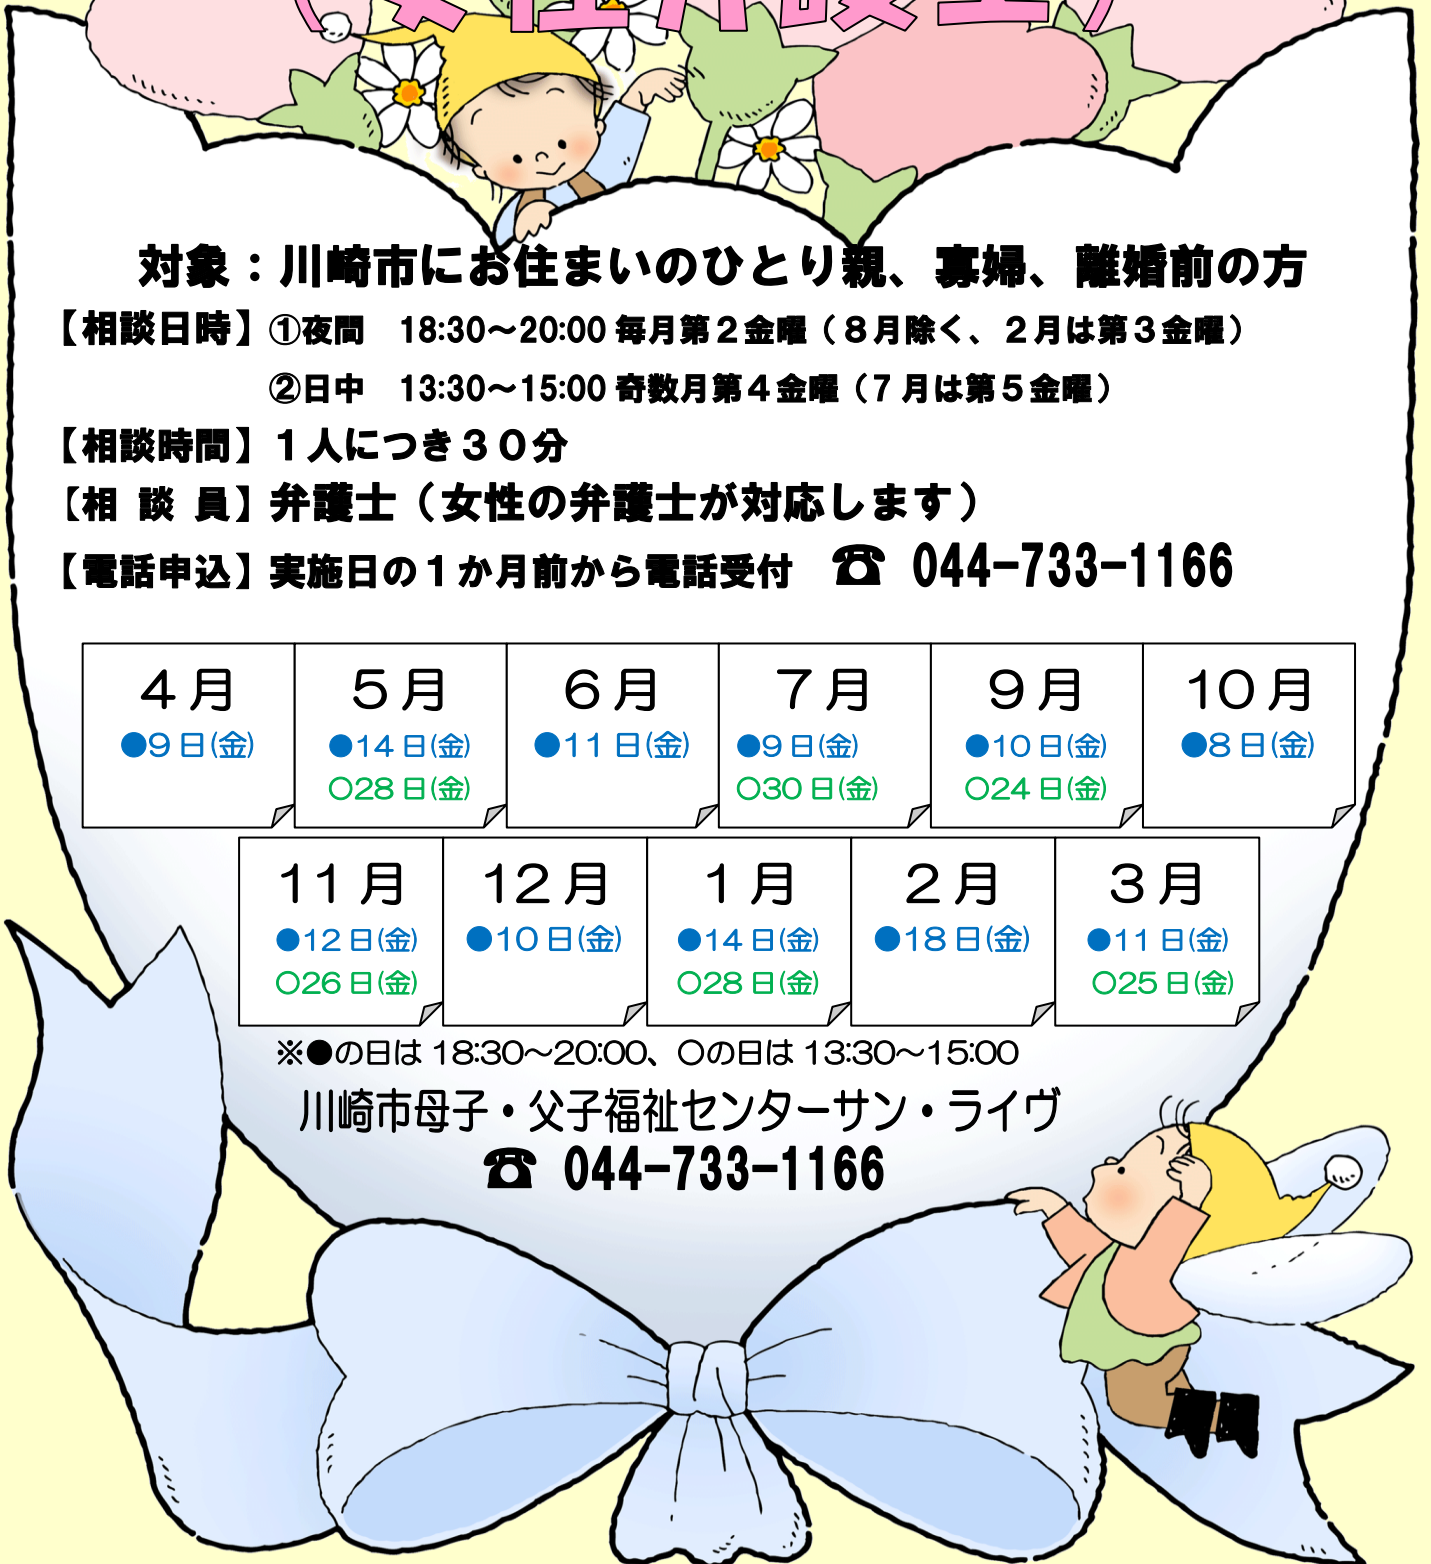 （女性弁護士）
対象：川崎市にお住まいのひとり親、寡婦、離婚前の方
【相談日時】①夜間　18:30～20:00 毎月第２金曜（８月除く、２月は第３金曜）
②日中　13:30～15:00 奇数月第４金曜（７月は第５金曜）
【相談時間】１人につき３０分
【相 談 員】弁護士（女性の弁護士が対応します）
【電話申込】実施日の１か月前から電話受付　☎ 044-733-1166
4月　5月　6月　7月　9月　10月
●9日(金)　●14日(金)　●11日(金)　●9日(金)　●10日(金)　●8日(金)
○28日(金)　○30日(金)　○24日(金)
11月　12月　1月　2月　3月
●12日(金)　●10日(金)　●14日(金)　●18日(金)　●11日(金)
○26日(金)　○28日(金)　○25日(金)
※●の日は 18:30～20:00、○の日は 13:30～15:00
川崎市母子・父子福祉センターサン・ライヴ
☎ 044-733-1166